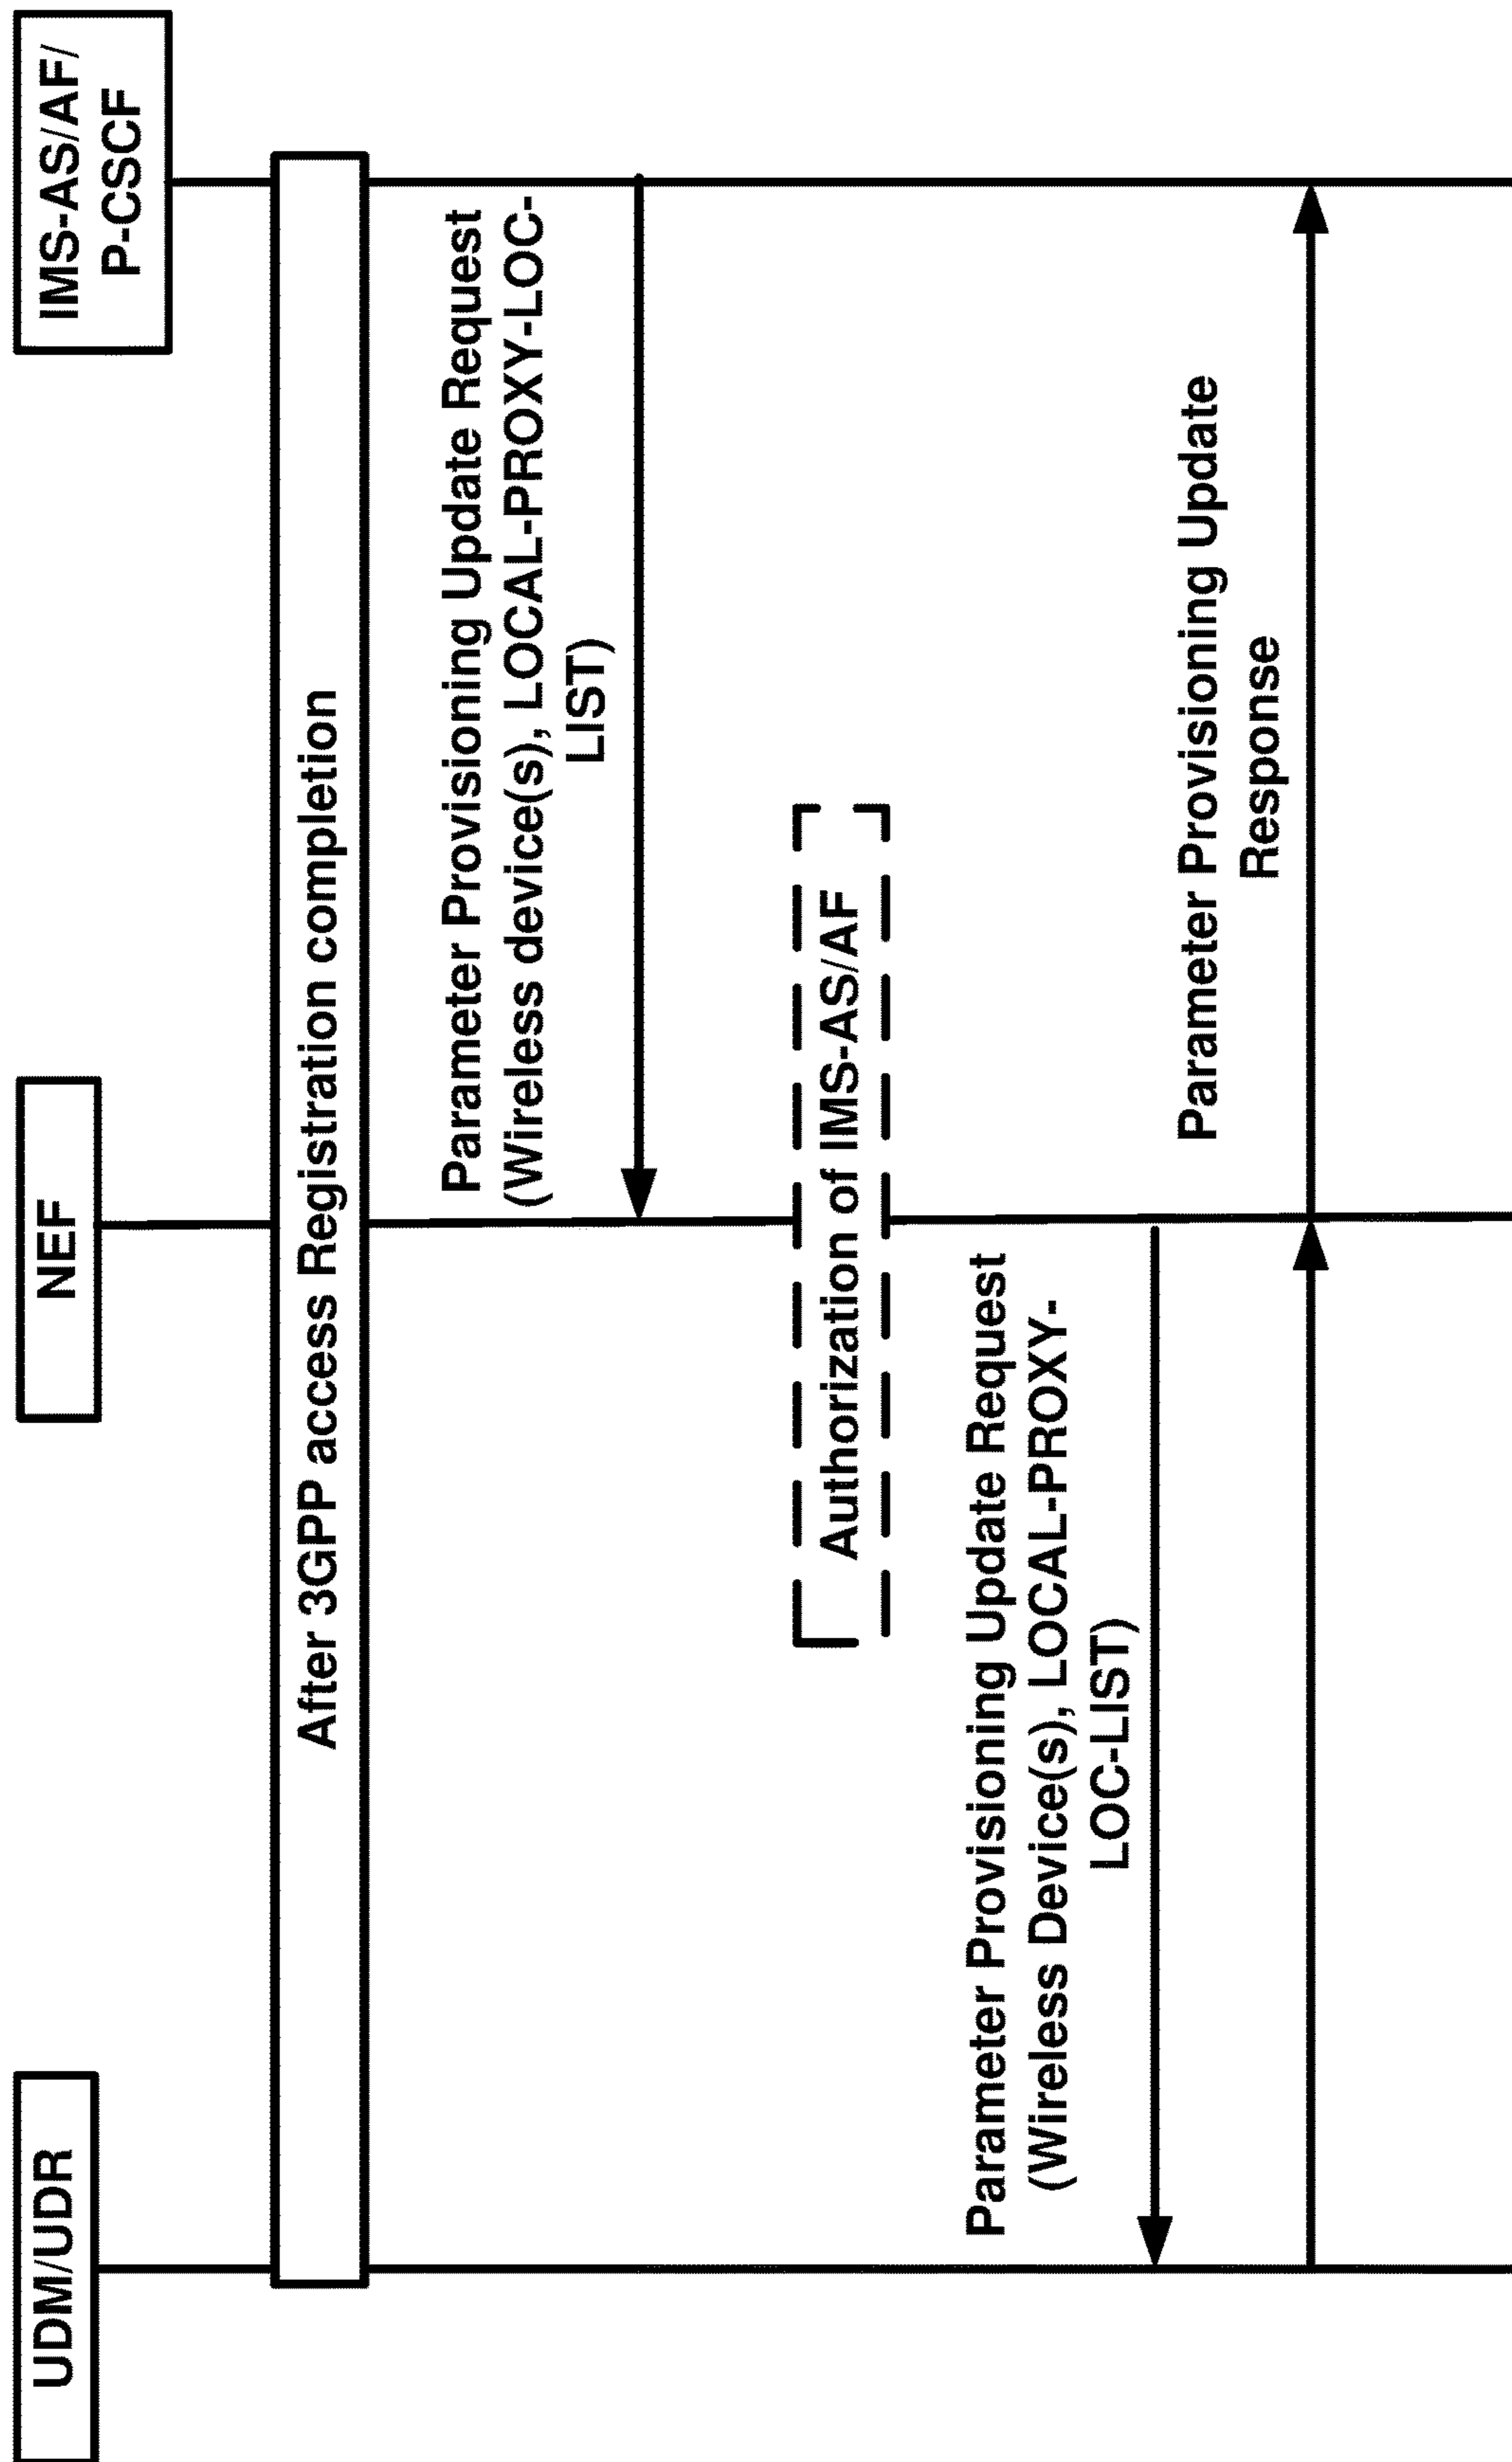 UDM/UDR
NEF
IMS-AS/AF/
P-CSCF
After 3GPP access Registration completion
Parameter Provisioning Update Request
(Wireless device(s), LOCAL-PROXY-LOC-
LIST)
Authorization of IMS-AS/AF
Parameter Provisioning Update Request
(Wireless Device(s), LOCAL-PROXY-
LOC-LIST)
Parameter Provisioning Update
Response